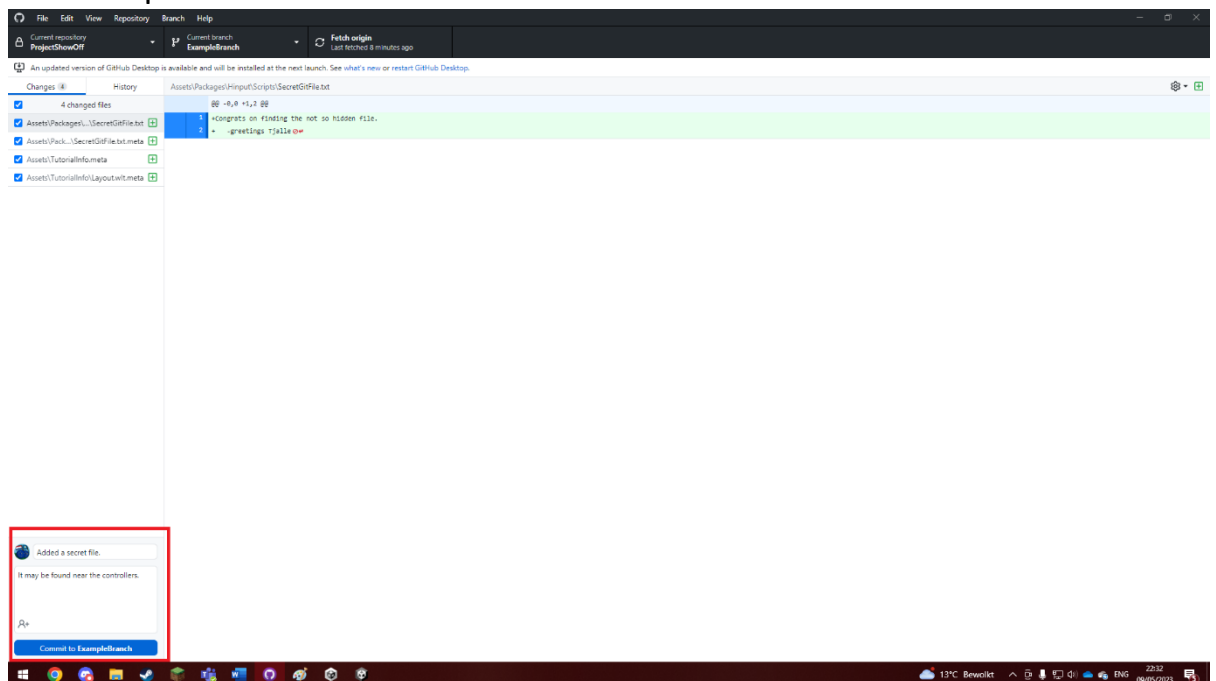 File Edit View Repository Branch Help
Current repository
ProjectShowOff
Current branch
ExampleBranch
Fetch origin
Last fetched 8 minutes ago
An updated version of GitHub Desktop is available and will be installed at the next launch. See what's new or restart GitHub Desktop.
Changes 4 History
Assets\Packages\Hinput\Scripts\SecretGitFile.txt
4 changed files
Assets\Packages\...\SecretGitFile.txt
Assets\Pack...\SecretGitFile.txt.meta
Assets\TutorialInfo.meta
Assets\TutorialInfo\Layout.wlt.meta
@@ -0,0 +1,2 @@
1 +Congrats on finding the not so hidden file.
2 + -greetings Tjalle
Added a secret file.
It may be found near the controllers.
Commit to ExampleBranch
13°C Bewolkt ENG 22:32
09/05/2023